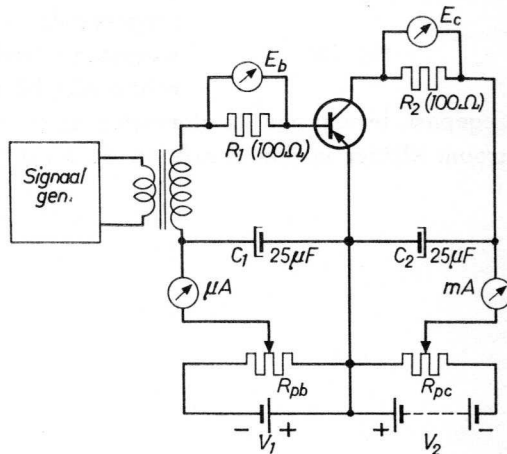 E_c
E_b
R_2 (100Ω)
R_1 (100Ω)
Signaal
gen.
C_1 25μF
C_2 25μF
μA
mA
R_pb
R_pc
- +
V_1
+ -
V_2